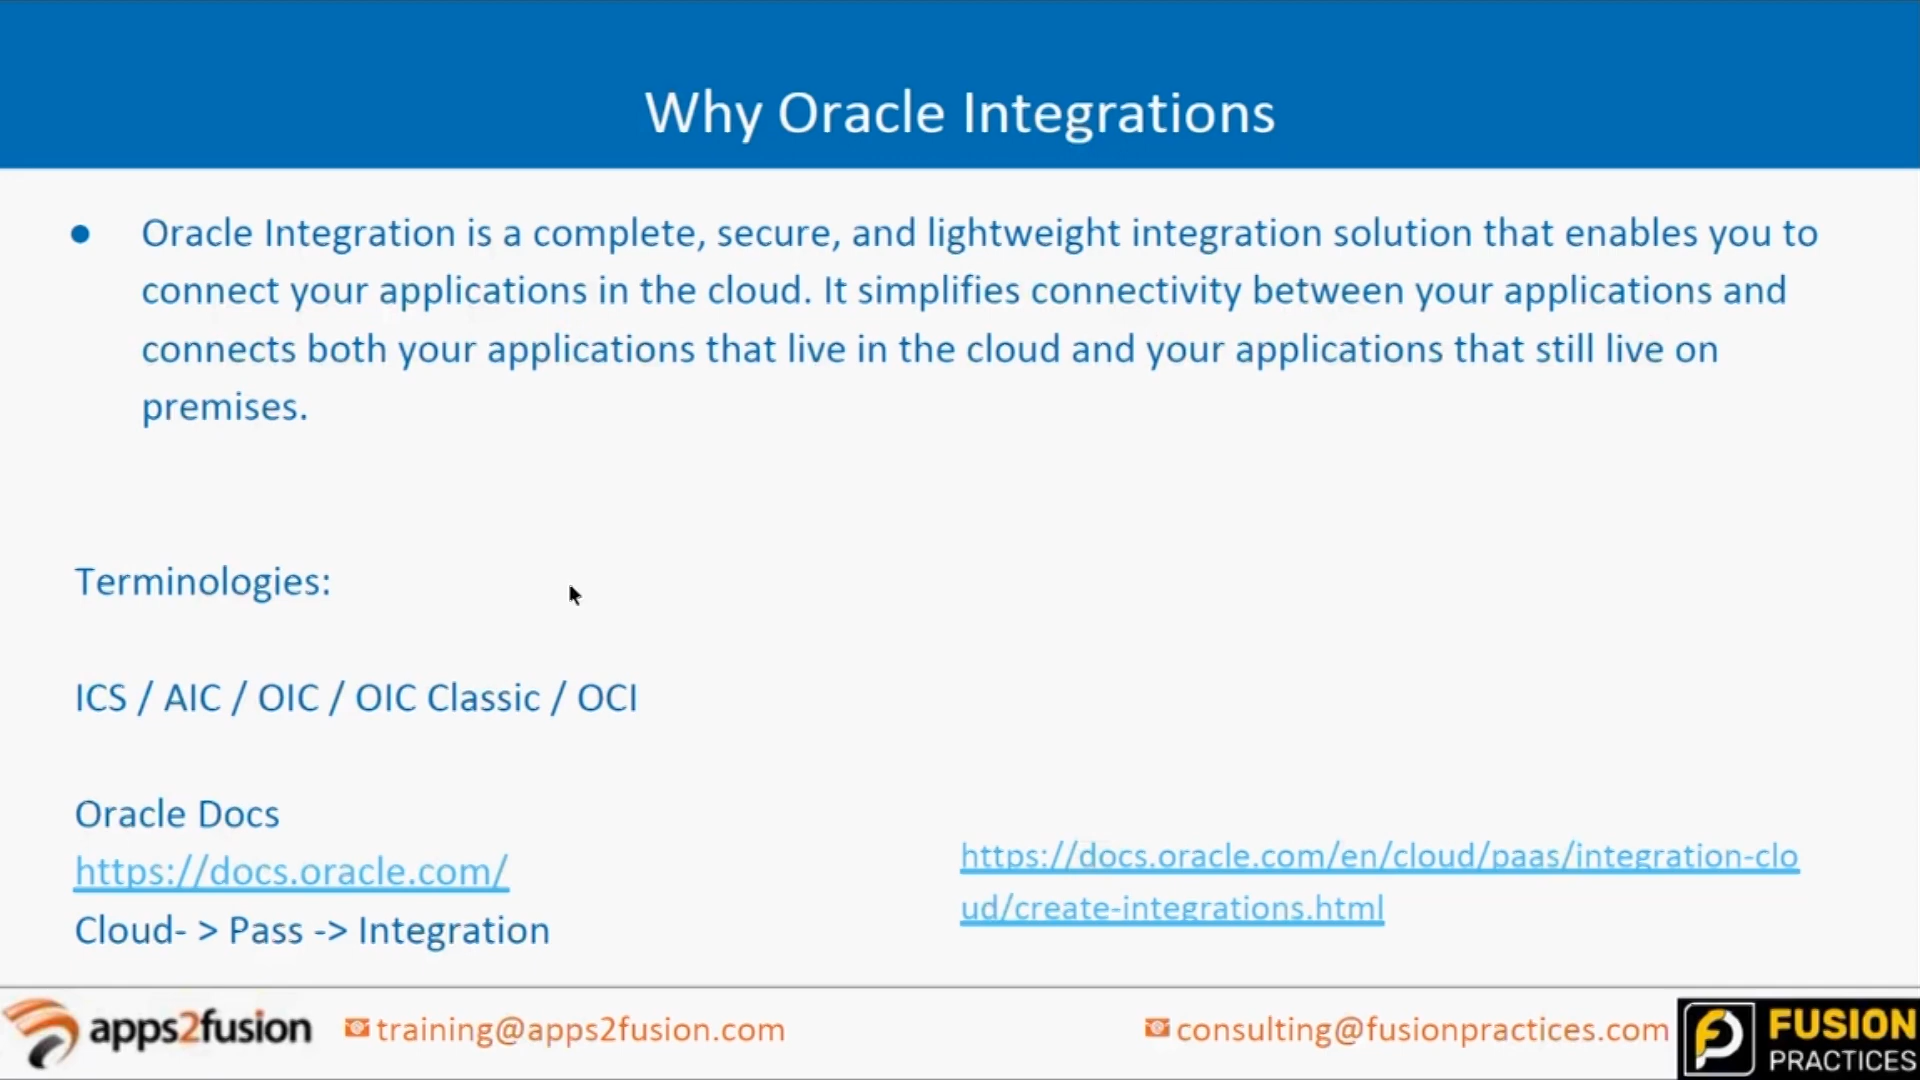 Why Oracle Integrations
● Oracle Integration is a complete, secure, and lightweight integration solution that enables you to
connect your applications in the cloud. It simplifies connectivity between your applications and
connects both your applications that live in the cloud and your applications that still live on
premises.
Terminologies:
ICS / AIC / OIC / OIC Classic / OCI
Oracle Docs
https://docs.oracle.com/
Cloud- > Pass -> Integration
https://docs.oracle.com/en/cloud/paas/integration-clo
ud/create-integrations.html
apps2fusion
training@apps2fusion.com
consulting@fusionpractices.com
FUSION
PRACTICES